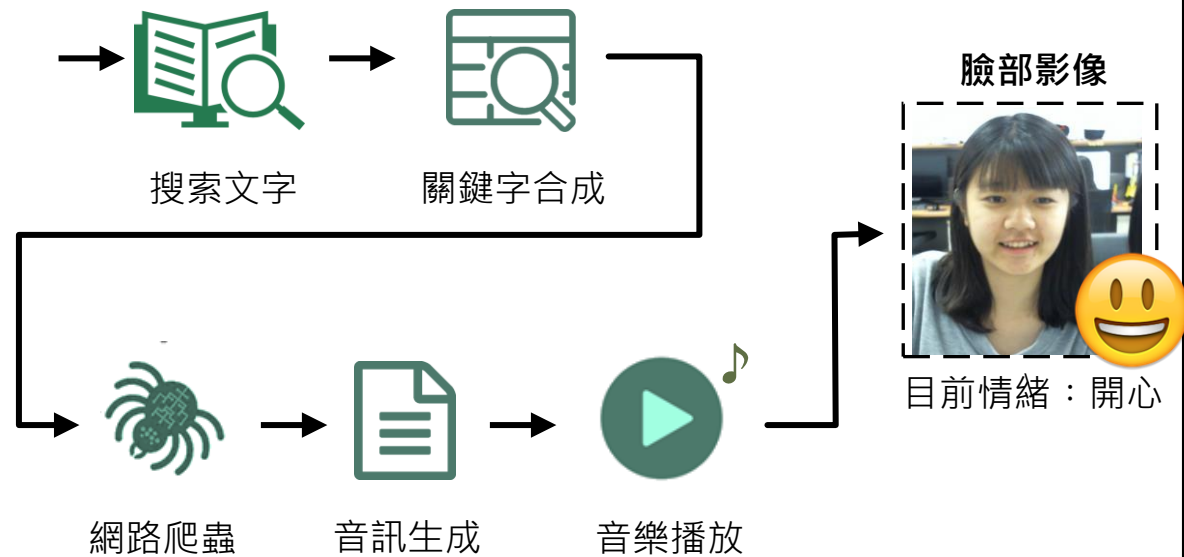 搜索文字
關鍵字合成
臉部影像
目前情緒：開心
網路爬蟲
音訊生成
音樂播放